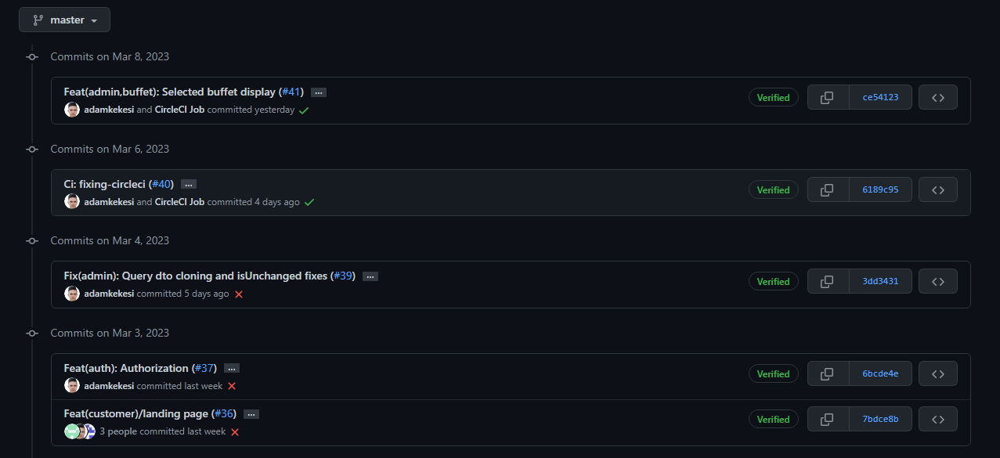 master
Commits on Mar 8, 2023
Feat(admin,buffet): Selected buffet display (#41) ...
Verified ce54123
adamkekesi and CircleCI Job committed yesterday
Commits on Mar 6, 2023
Ci: fixing-circleci (#40) ...
Verified 6189c95
adamkekesi and CircleCI Job committed 4 days ago
Commits on Mar 4, 2023
Fix(admin): Query dto cloning and isUnchanged fixes (#39) ...
Verified 3dd3431
adamkekesi committed 5 days ago
Commits on Mar 3, 2023
Feat(auth): Authorization (#37) ...
Verified 6bcde4e
adamkekesi committed last week
Feat(customer)/landing page (#36) ...
Verified 7bdce8b
3 people committed last week